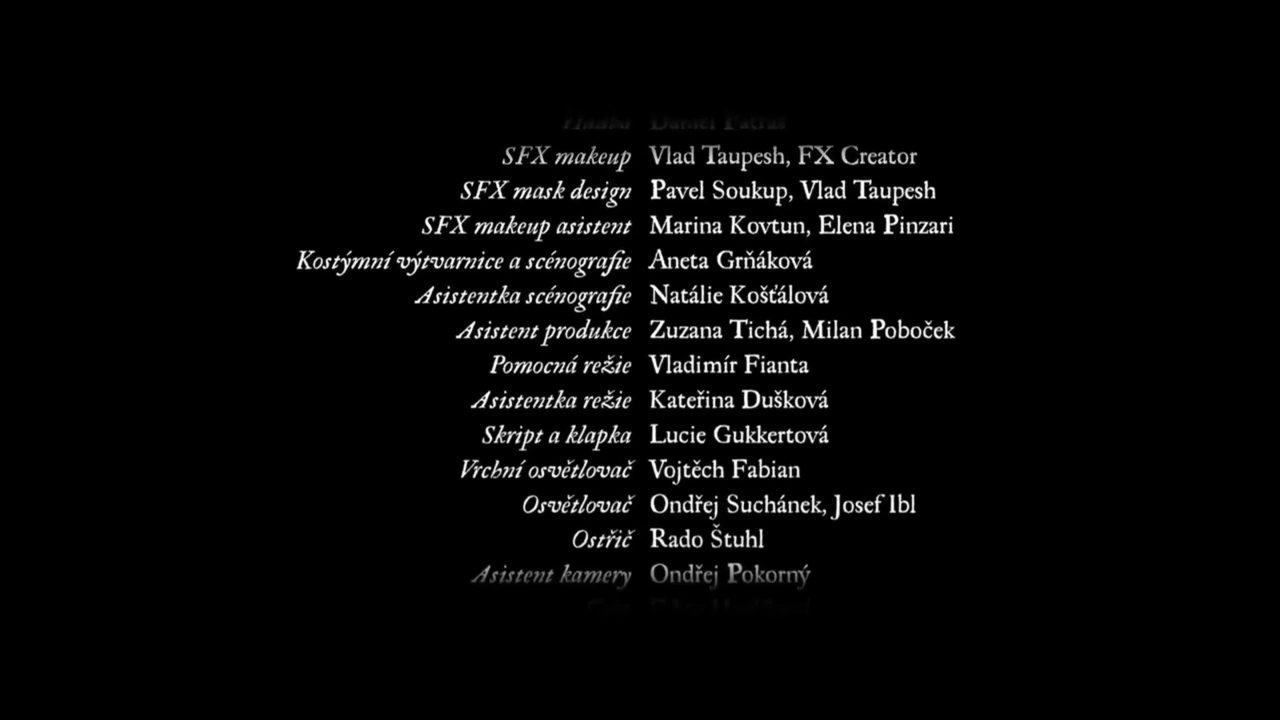 SFX makeup Vlad Taupesh, FX Creator
SFX mask design Pavel Soukup, Vlad Taupesh
SFX makeup asistent Marina Kovtun, Elena Pinzari
Kostýmní výtvarnice a scénografie Aneta Grňáková
Asistentka scénografie Natálie Košťálová
Asistent produkce Zuzana Tichá, Milan Poboček
Pomocná režie Vladimír Fianta
Asistentka režie Kateřina Dušková
Skript a klapka Lucie Gukkertová
Vrchní osvětlovač Vojtěch Fabian
Osvětlovač Ondřej Suchánek, Josef Ibl
Ostřič Rado Štuhl
Asistent kamery Ondřej Pokorný